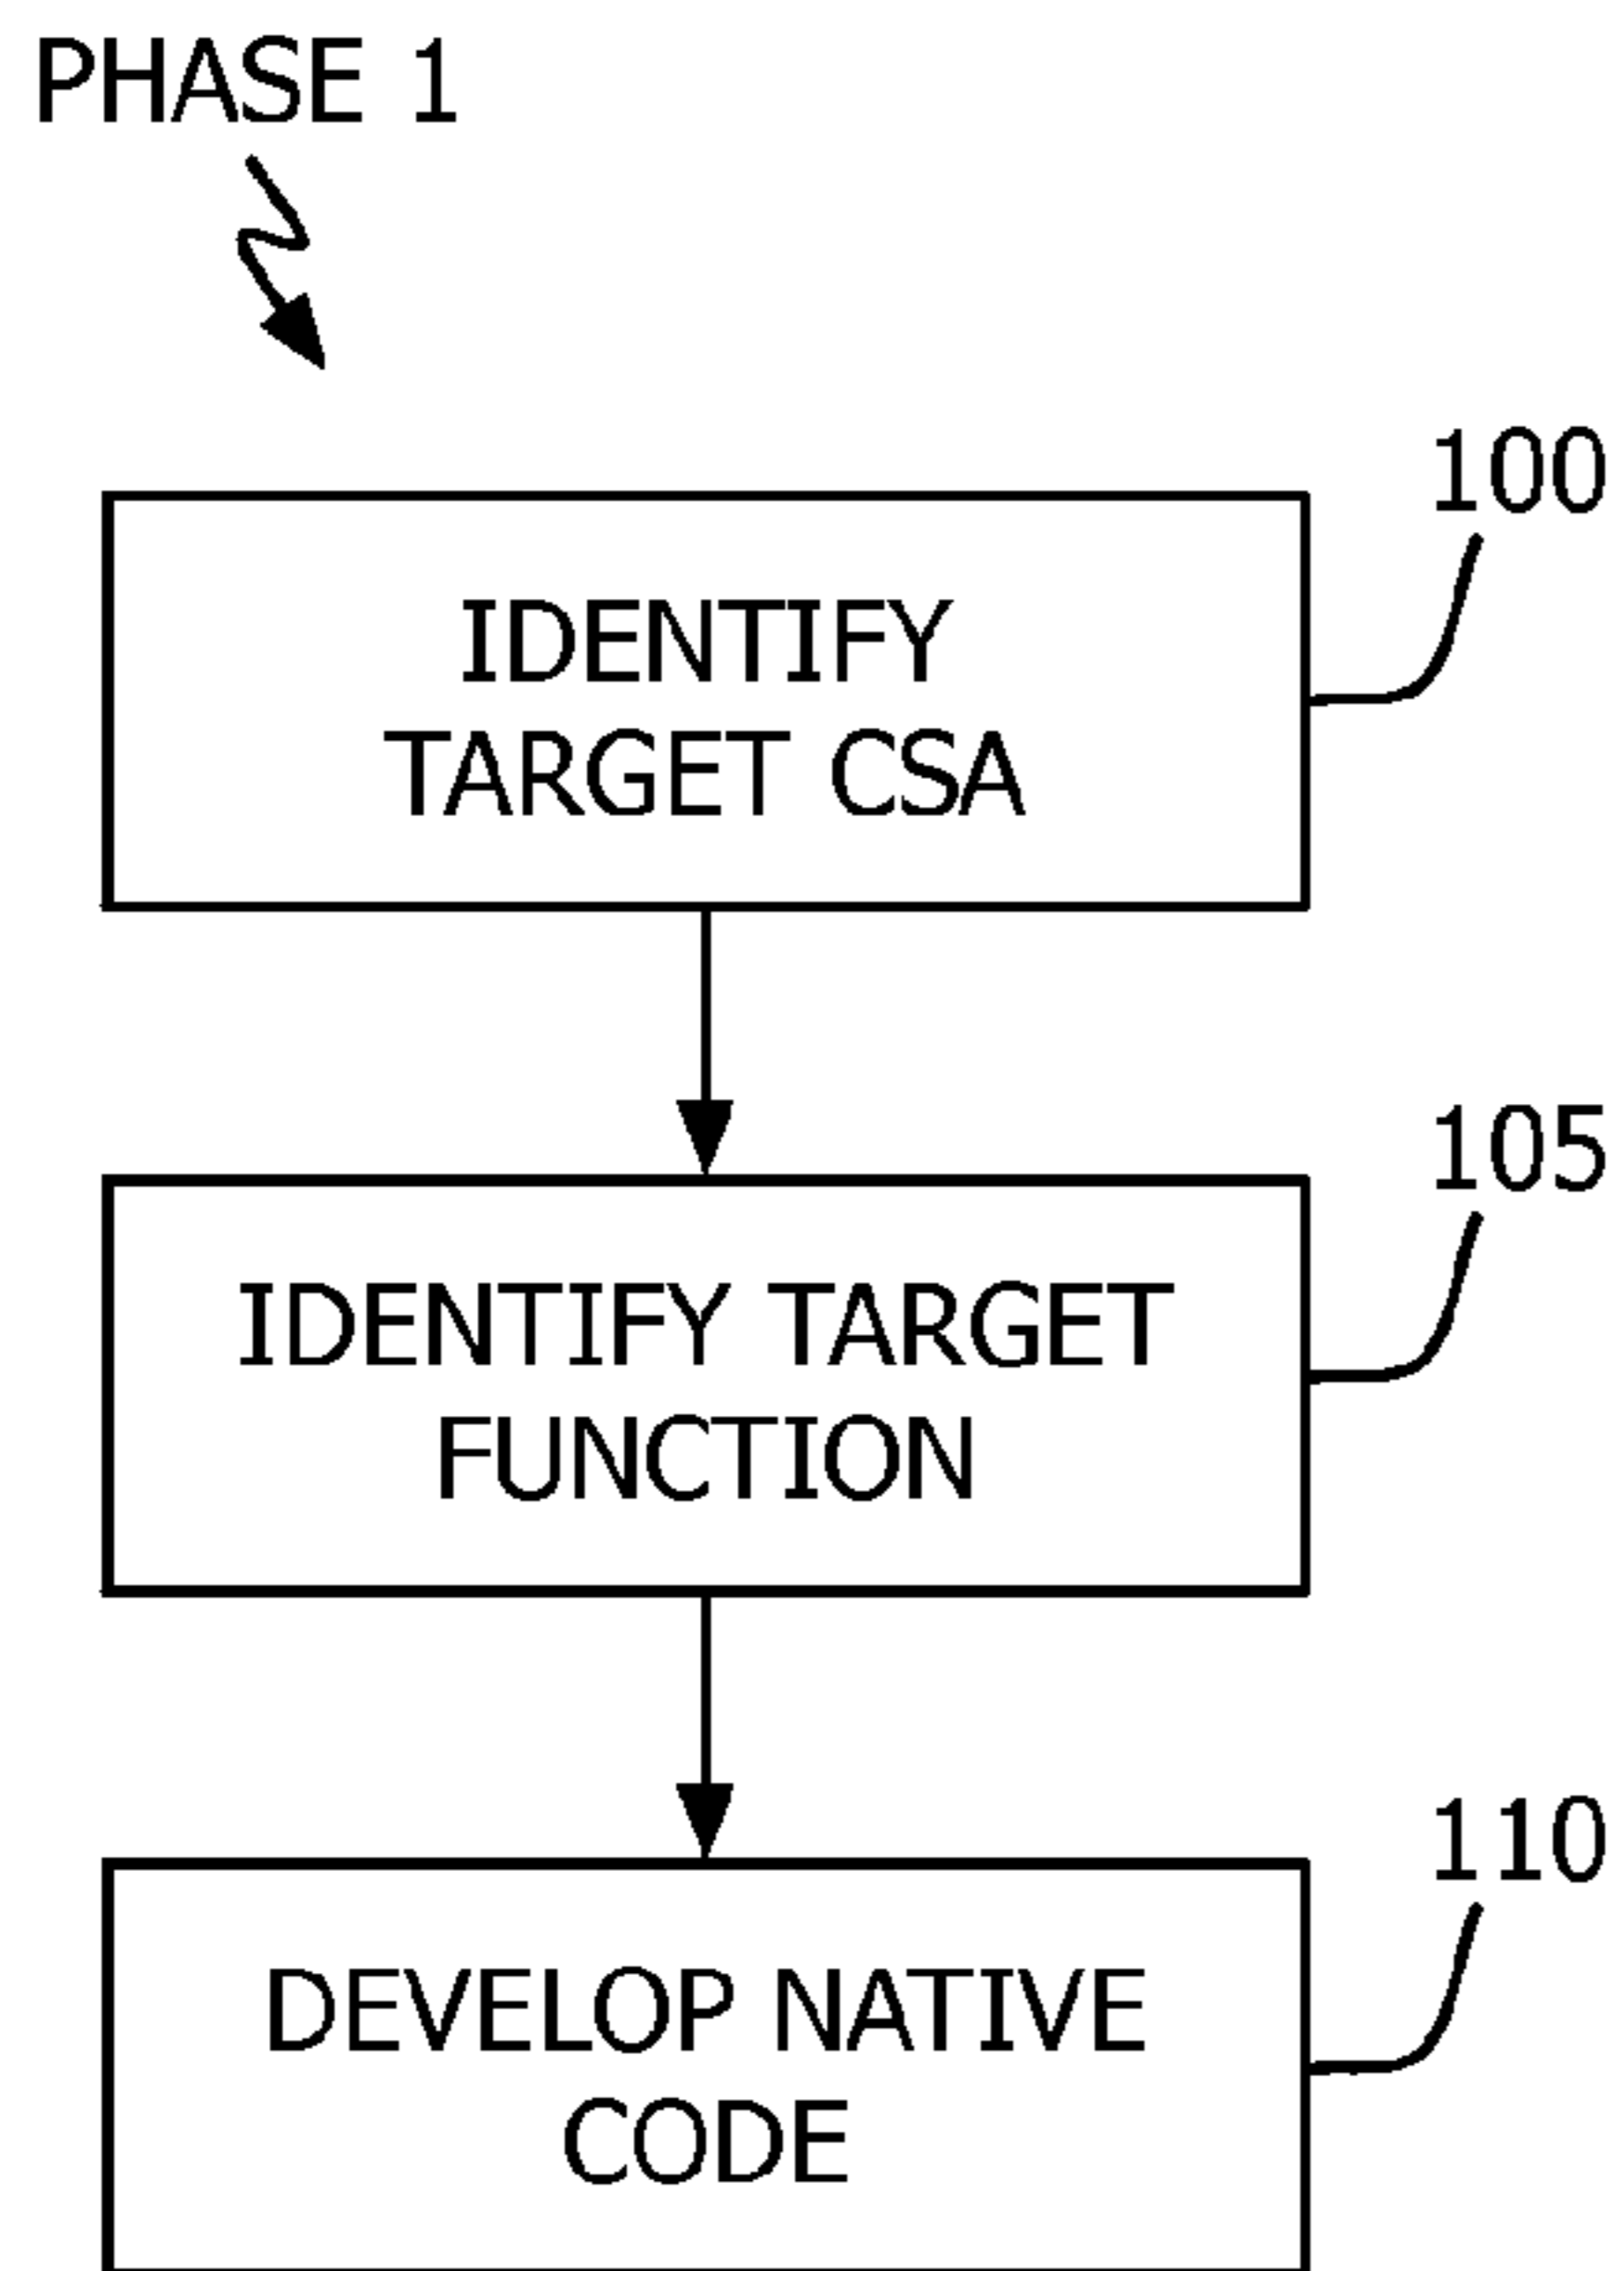 PHASE 1
100
IDENTIFY
TARGET CSA
105
IDENTIFY TARGET
FUNCTION
110
DEVELOP NATIVE
CODE